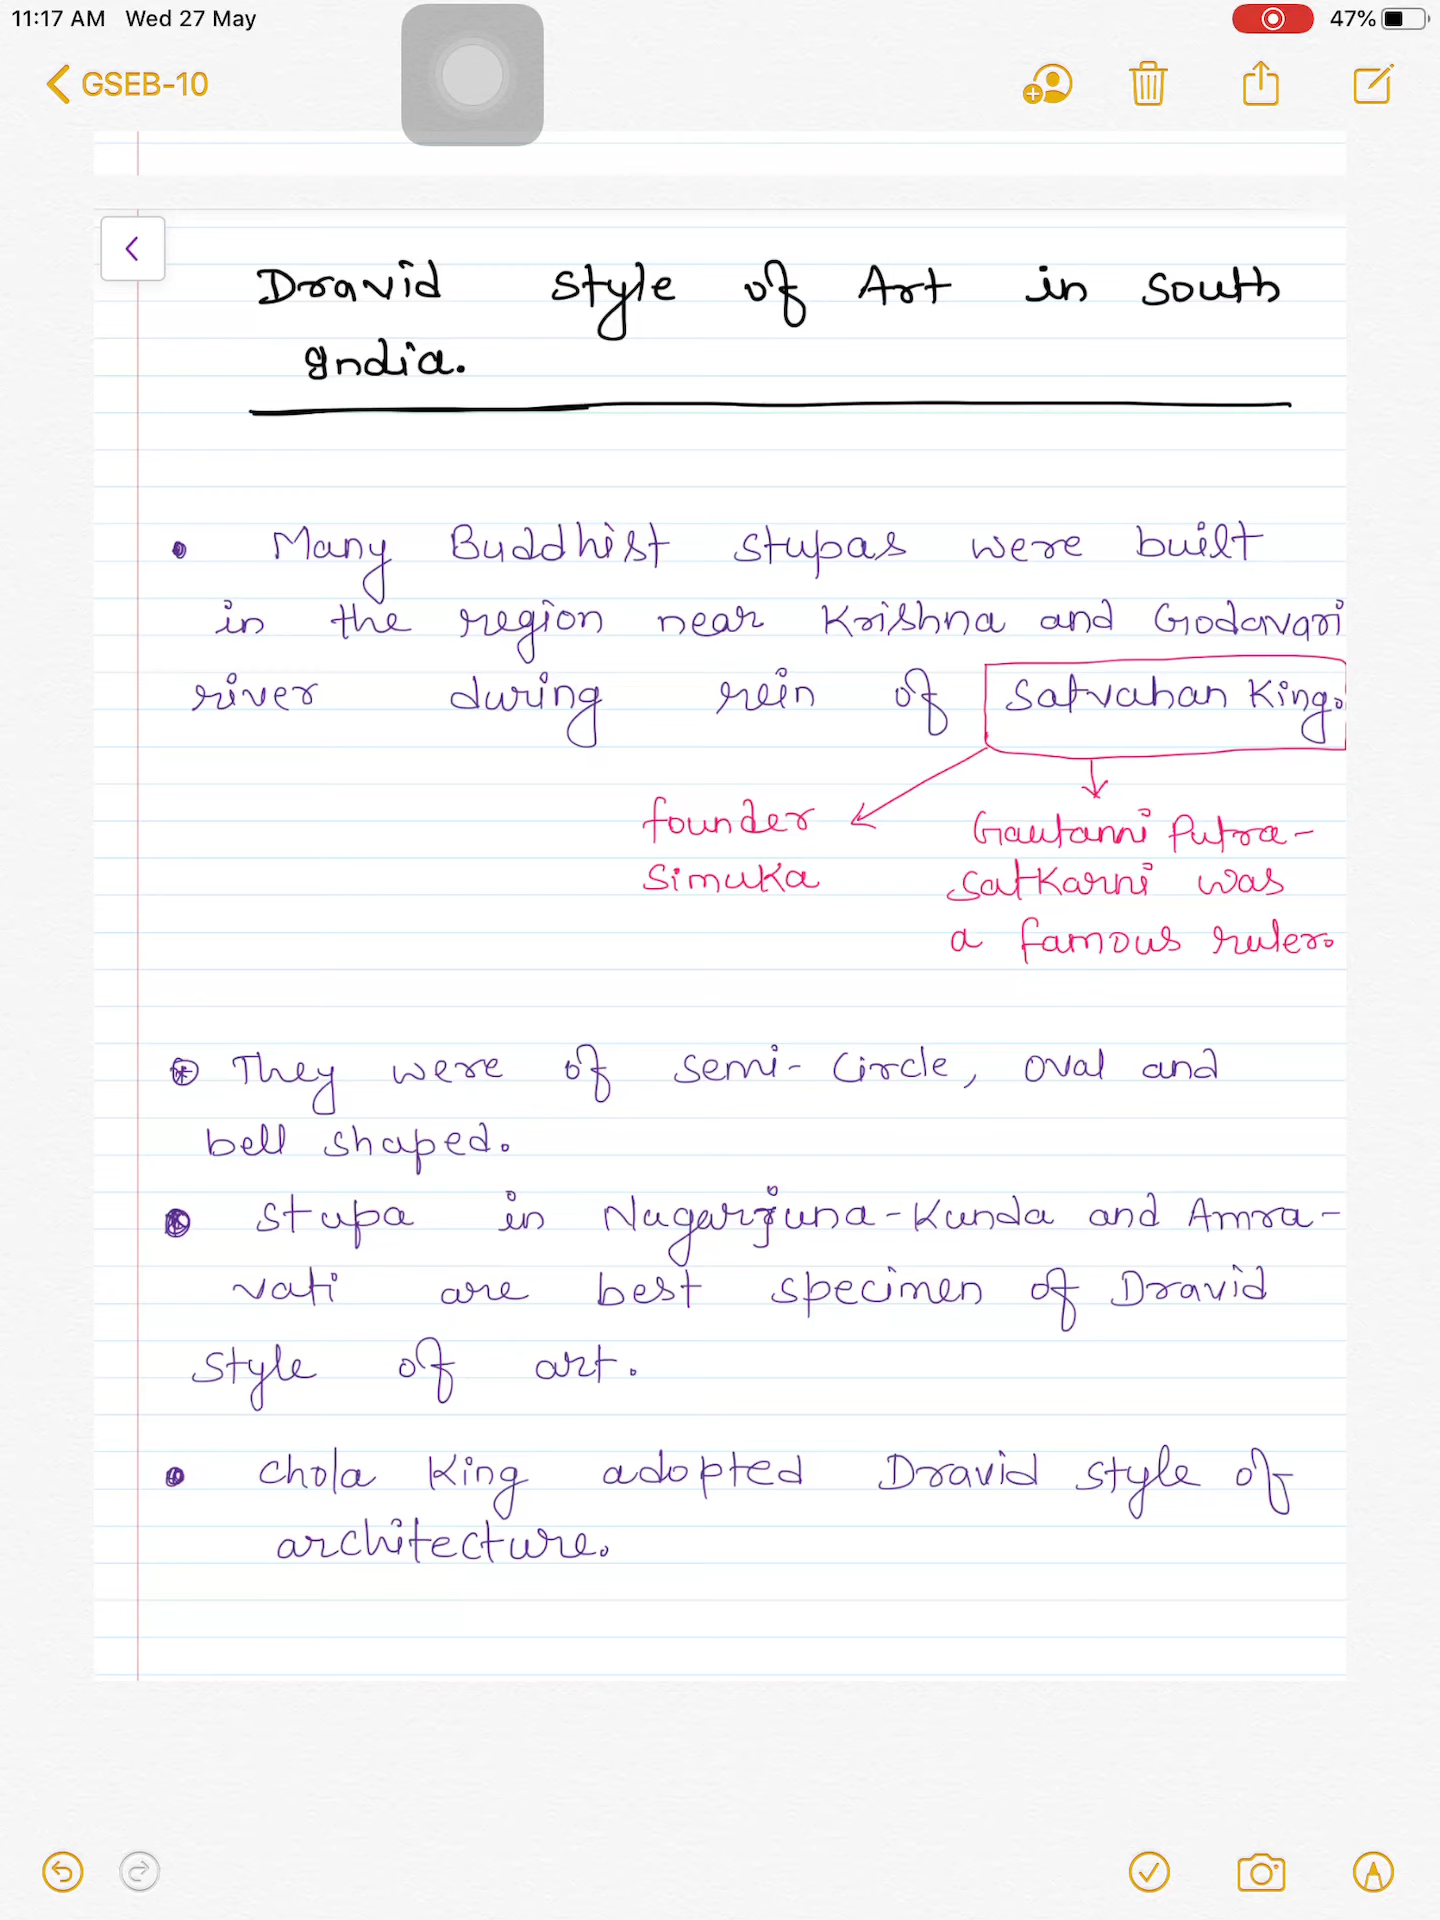 11:17 AM Wed 27 May
47%
GSEB-10
Dravid style of Art in South
India.
• Many Buddhist stupas were built
in the region near Krishna and Godavari
river during rein of Satvahan King.
founder
Simuka
Gautami Putra-
Satkarni was
a famous ruler.
They were of semi-circle, oval and
bell shaped.
• Stupa in Nagarjuna-Kunda and Amra-
vati are best specimen of Dravid
style of art.
• Chola King adopted Dravid style of
architecture.